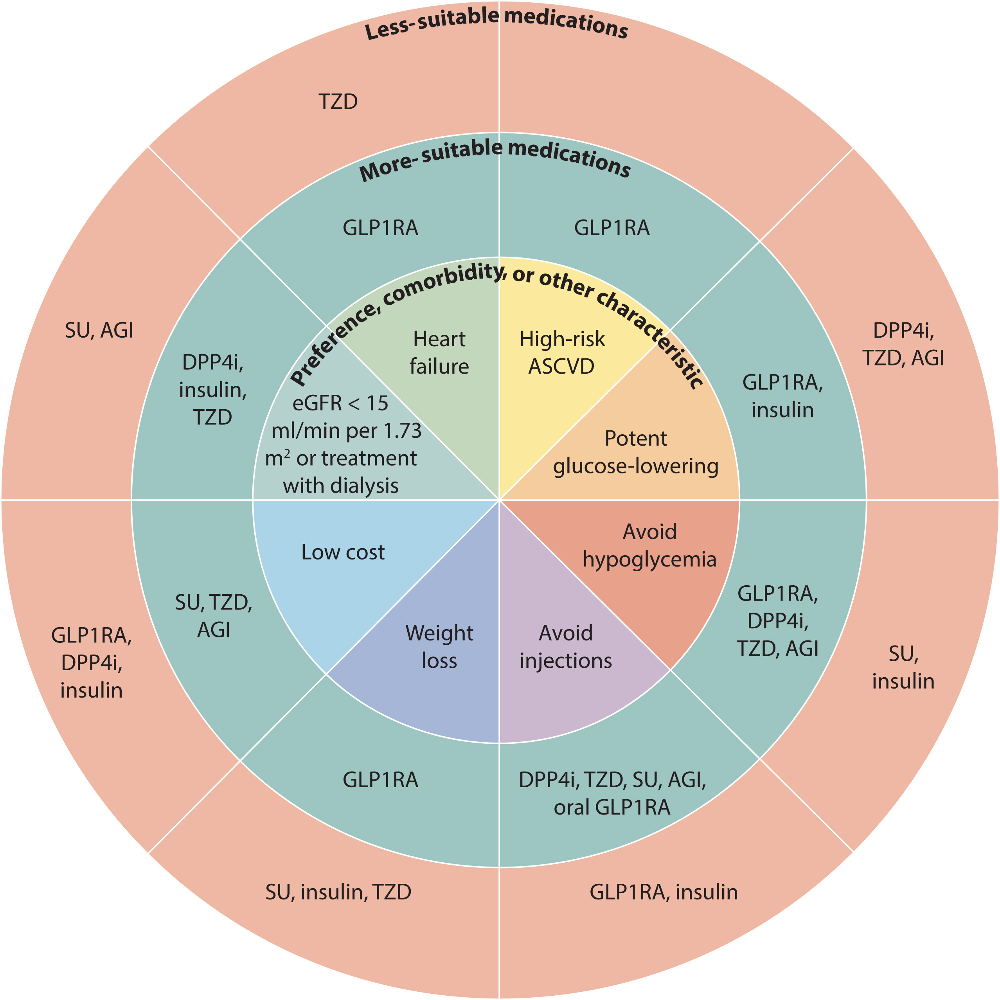 Less-suitable medications
TZD
More-suitable medications
GLP1RA
GLP1RA
Preference, comorbidity, or other characteristic
Heart
failure
High-risk
ASCVD
SU, AGI
DPP4i,
insulin,
TZD
eGFR < 15
ml/min per 1.73
m² or treatment
with dialysis
Potent
glucose-lowering
GLP1RA,
insulin
DPP4i,
TZD, AGI
GLP1RA,
DPP4i,
insulin
SU, TZD,
AGI
Low cost
Weight
loss
Avoid
injections
Avoid
hypoglycemia
GLP1RA,
DPP4i,
TZD, AGI
SU,
insulin
GLP1RA
DPP4i, TZD, SU, AGI,
oral GLP1RA
SU, insulin, TZD
GLP1RA, insulin